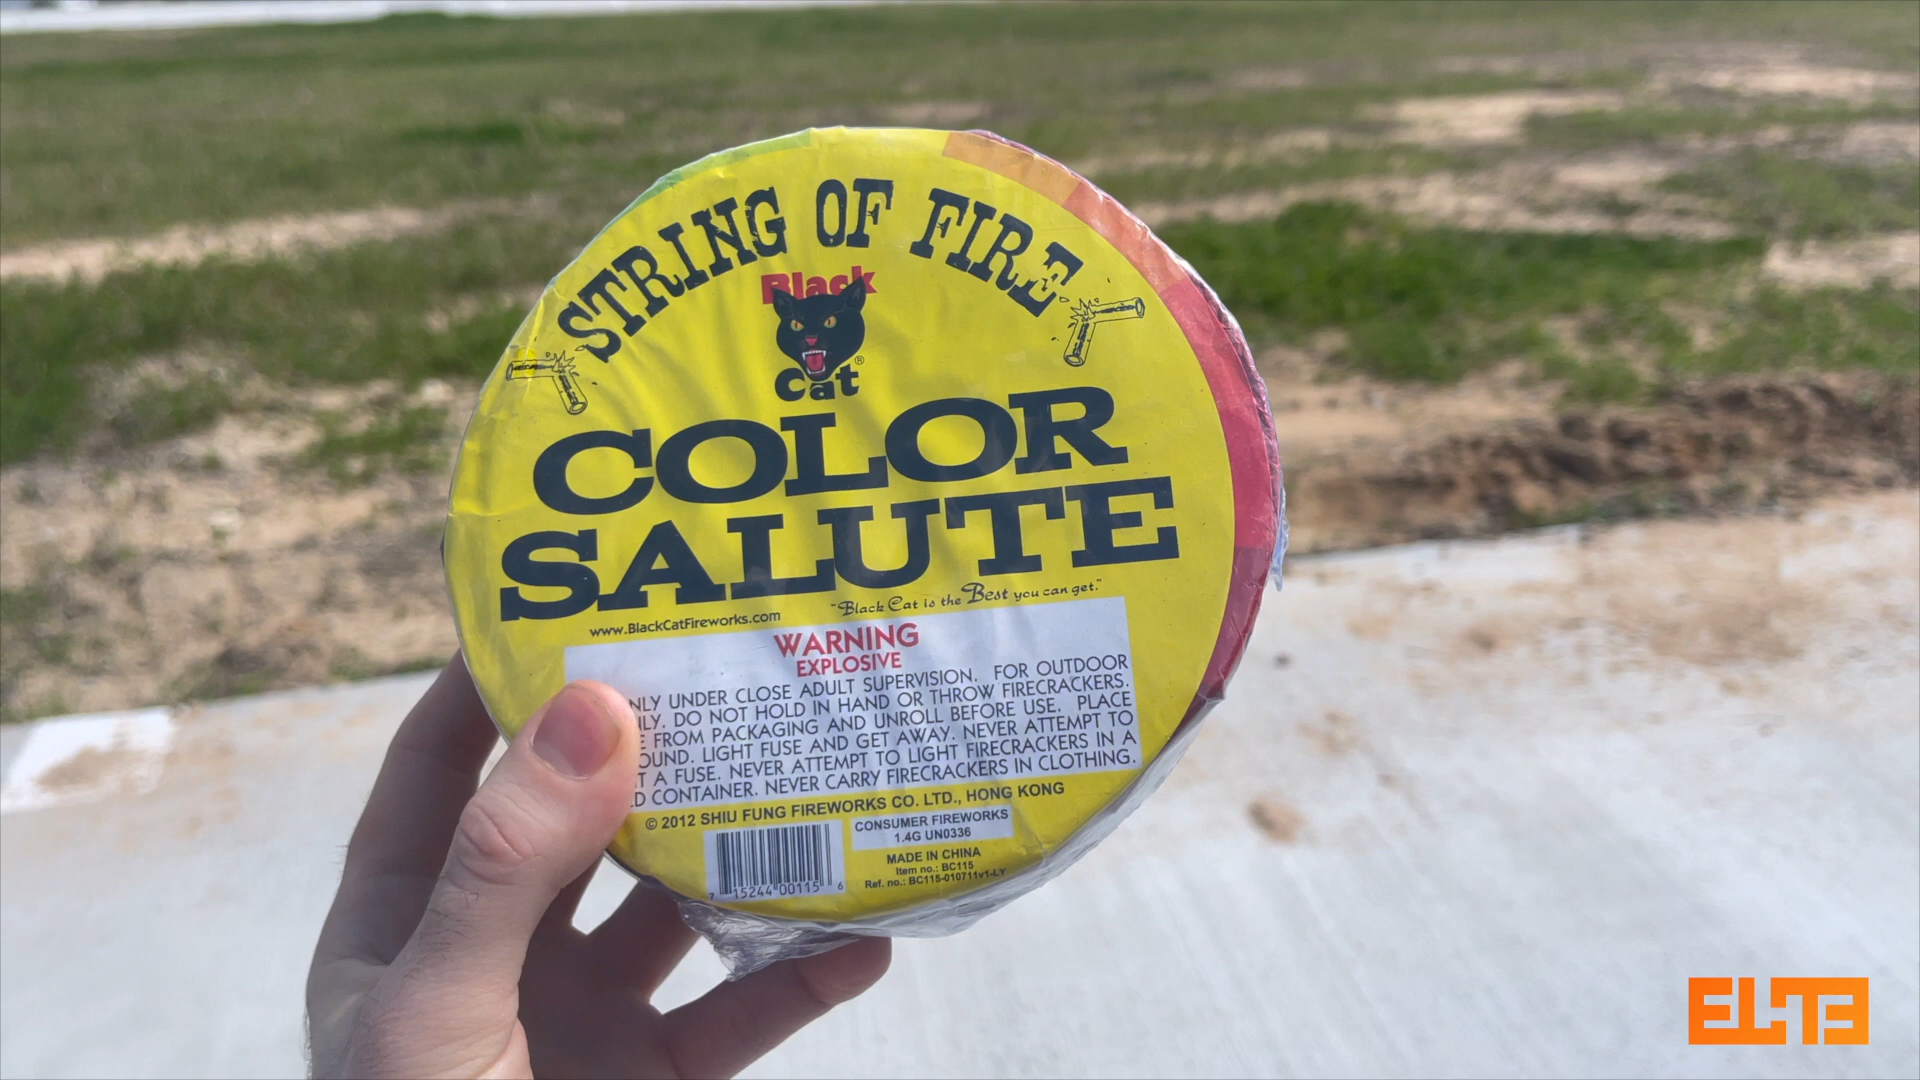 STRING OF FIRE
Black
Cat®
COLOR
SALUTE
www.BlackCatFireworks.com
"Black Cat is the Best you can get."
WARNING
EXPLOSIVE
UNDER CLOSE ADULT SUPERVISION. FOR OUTDOOR
DO NOT HOLD IN HAND OR THROW FIRECRACKERS.
FROM PACKAGING AND UNROLL BEFORE USE. PLACE
LIGHT FUSE AND GET AWAY. NEVER ATTEMPT TO
A FUSE. NEVER ATTEMPT TO LIGHT FIRECRACKERS IN A
CONTAINER. NEVER CARRY FIRECRACKERS IN CLOTHING.
© 2012 SHIU FUNG FIREWORKS CO. LTD., HONG KONG
CONSUMER FIREWORKS
1.4G UN0336
MADE IN CHINA
Item no.: BC115
Ref. no.: BC115-010711v1-LY
7 15244 00115 6
ELITE